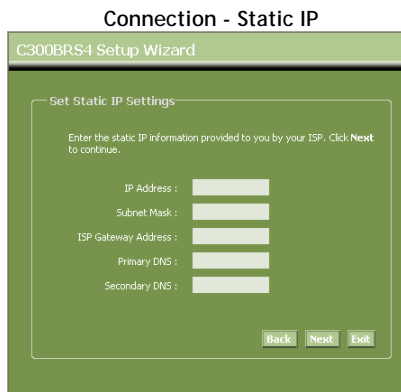 Connection - Static IP
C300BRS4 Setup Wizard
Set Static IP Settings
Enter the static IP information provided to you by your ISP. Click Next
to continue.
IP Address :
Subnet Mask :
ISP Gateway Address :
Primary DNS :
Secondary DNS :
Back Next Exit